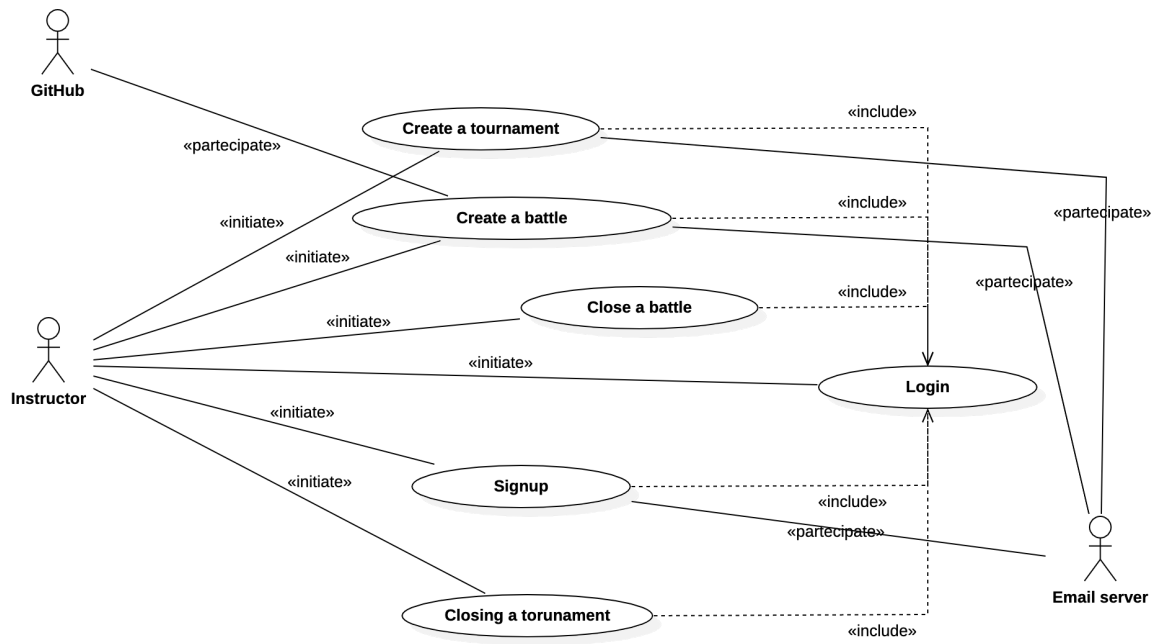 GitHub
Create a tournament
«include»
«partecipate»
«include»
Create a battle
«partecipate»
«initiate»
«initiate»
«partecipate»
«include»
Close a battle
«initiate»
«initiate»
Login
Instructor
«initiate»
«initiate»
Signup
«include»
«partecipate»
Email server
Closing a torunament
«include»